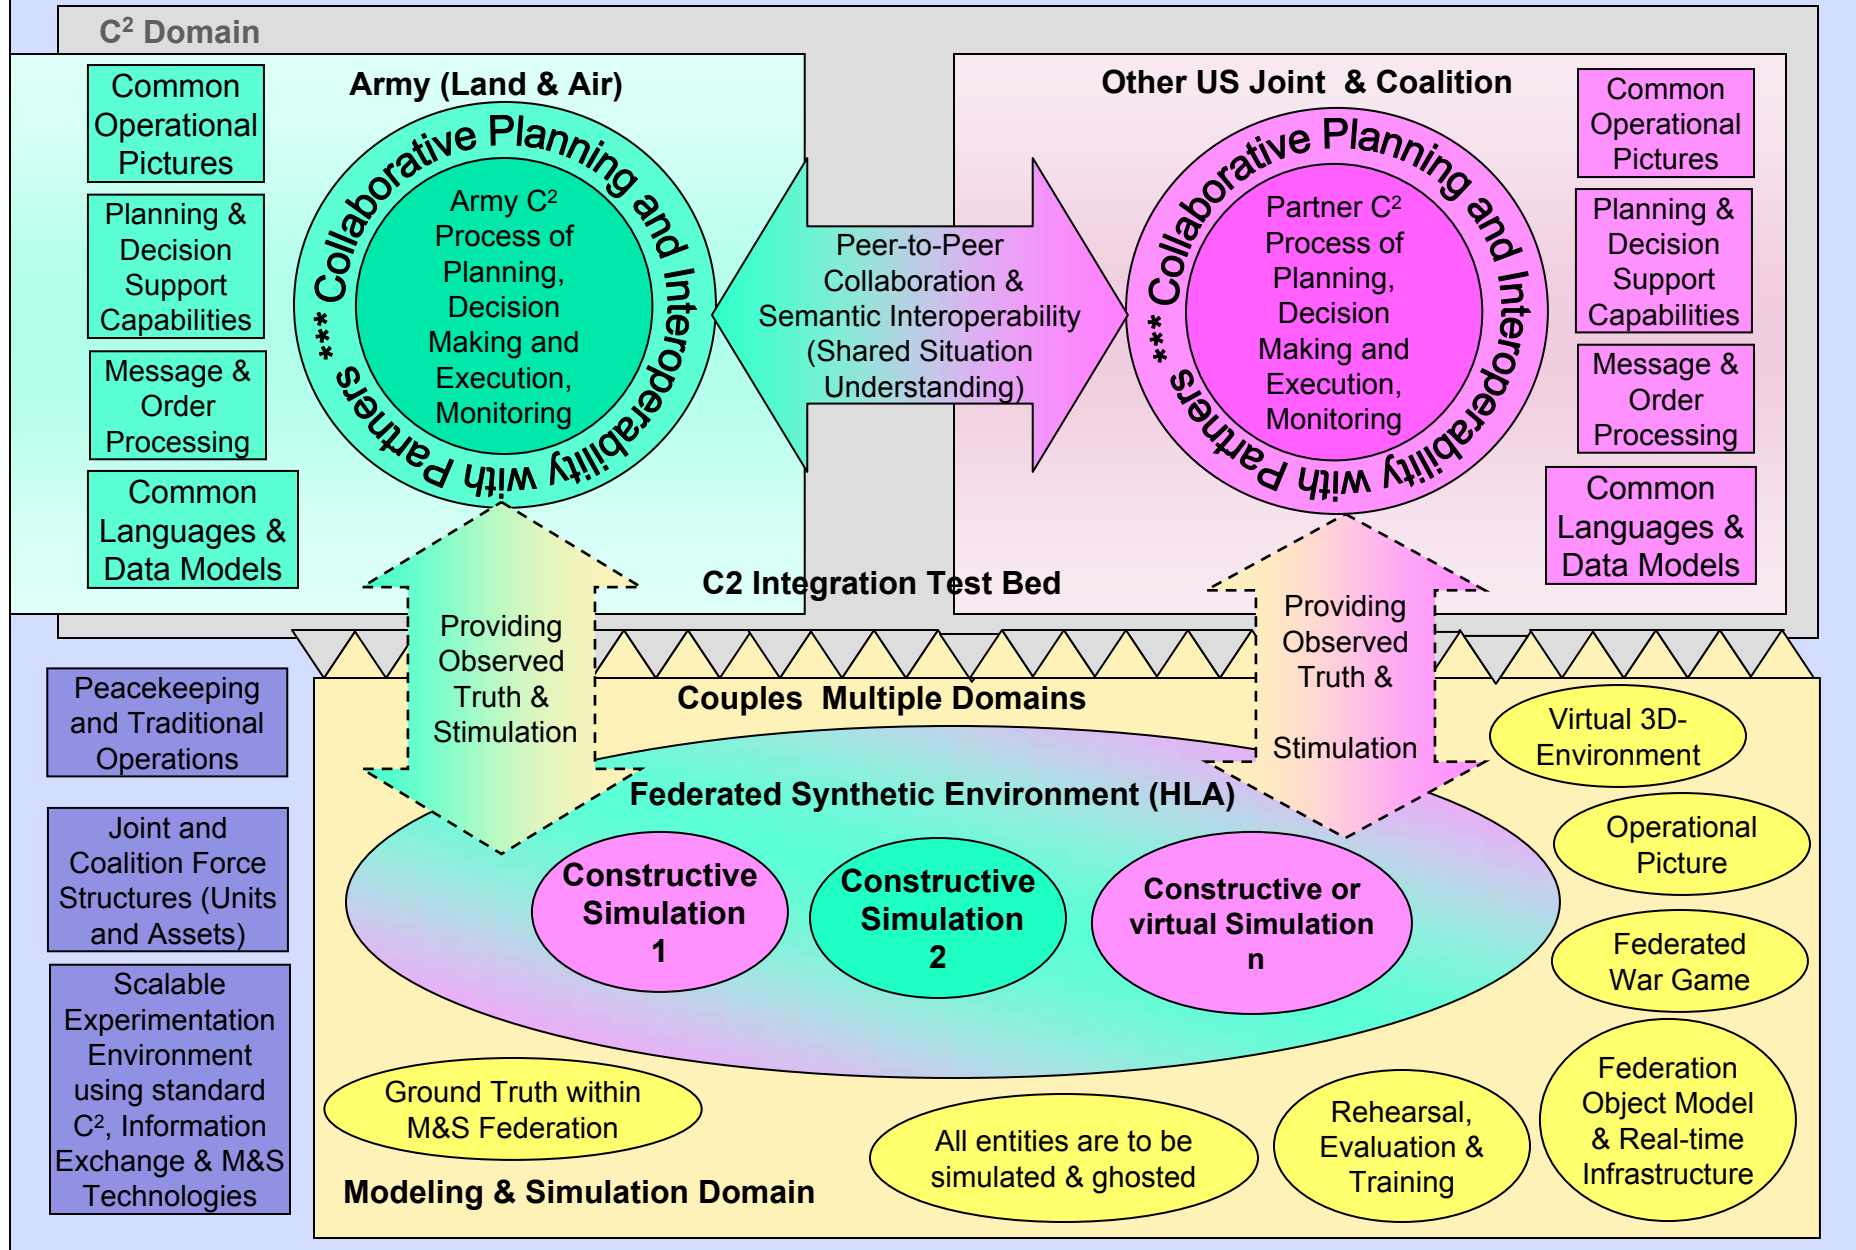 C² Domain
Army (Land & Air)
Common
Operational
Pictures
Planning &
Decision
Support
Capabilities
Message &
Order
Processing
Common
Languages &
Data Models
*** Collaborative Planning and Interoperability with Partners
Army C²
Process of
Planning,
Decision
Making and
Execution,
Monitoring
Peer-to-Peer
Collaboration &
Semantic Interoperability
(Shared Situation
Understanding)
Other US Joint & Coalition
*** Collaborative Planning and Interoperability with Partners
Partner C²
Process of
Planning,
Decision
Making and
Execution,
Monitoring
Common
Operational
Pictures
Planning &
Decision
Support
Capabilities
Message &
Order
Processing
Common
Languages &
Data Models
C2 Integration Test Bed
Providing
Observed
Truth &
Stimulation
Providing
Observed
Truth &
Stimulation
Peacekeeping
and Traditional
Operations
Joint and
Coalition Force
Structures (Units
and Assets)
Scalable
Experimentation
Environment
using standard
C², Information
Exchange & M&S
Technologies
Couples Multiple Domains
Federated Synthetic Environment (HLA)
Constructive
Simulation
1
Constructive
Simulation
2
Constructive or
virtual Simulation
n
Virtual 3D-
Environment
Operational
Picture
Federated
War Game
Federation
Object Model
& Real-time
Infrastructure
Ground Truth within
M&S Federation
All entities are to be
simulated & ghosted
Rehearsal,
Evaluation &
Training
Modeling & Simulation Domain